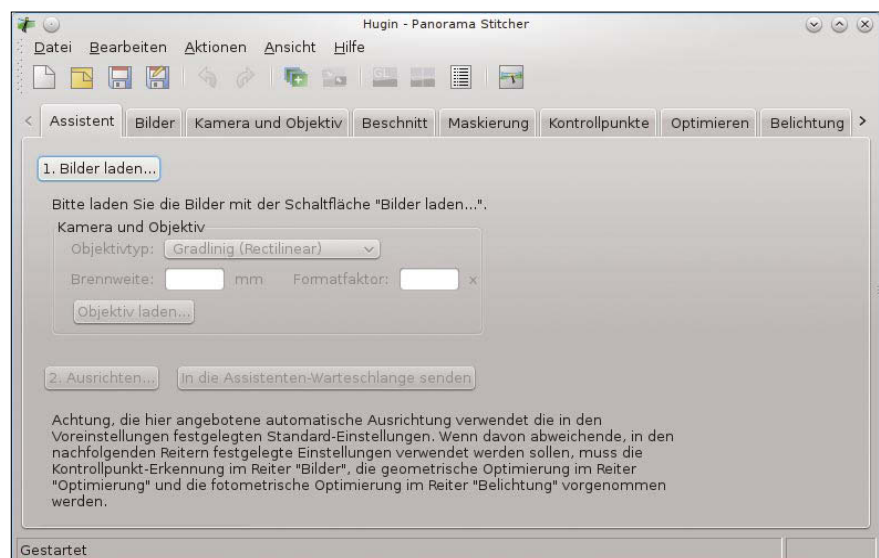 Hugin - Panorama Stitcher
Datei Bearbeiten Aktionen Ansicht Hilfe
GL
Assistent Bilder Kamera und Objektiv Beschnitt Maskierung Kontrollpunkte Optimieren Belichtung
1. Bilder laden...
Bitte laden Sie die Bilder mit der Schaltfläche "Bilder laden...".
Kamera und Objektiv
Objektivtyp: Gradlinig (Rectilinear)
Brennweite: mm Formatfaktor: x
Objektiv laden...
2. Ausrichten... In die Assistenten-Warteschlange senden
Achtung, die hier angebotene automatische Ausrichtung verwendet die in den
Voreinstellungen festgelegten Standard-Einstellungen. Wenn davon abweichende, in den
nachfolgenden Reitern festgelegte Einstellungen verwendet werden sollen, muss die
Kontrollpunkt-Erkennung im Reiter "Bilder", die geometrische Optimierung im Reiter
"Optimierung" und die fotometrische Optimierung im Reiter "Belichtung" vorgenommen
werden.
Gestartet